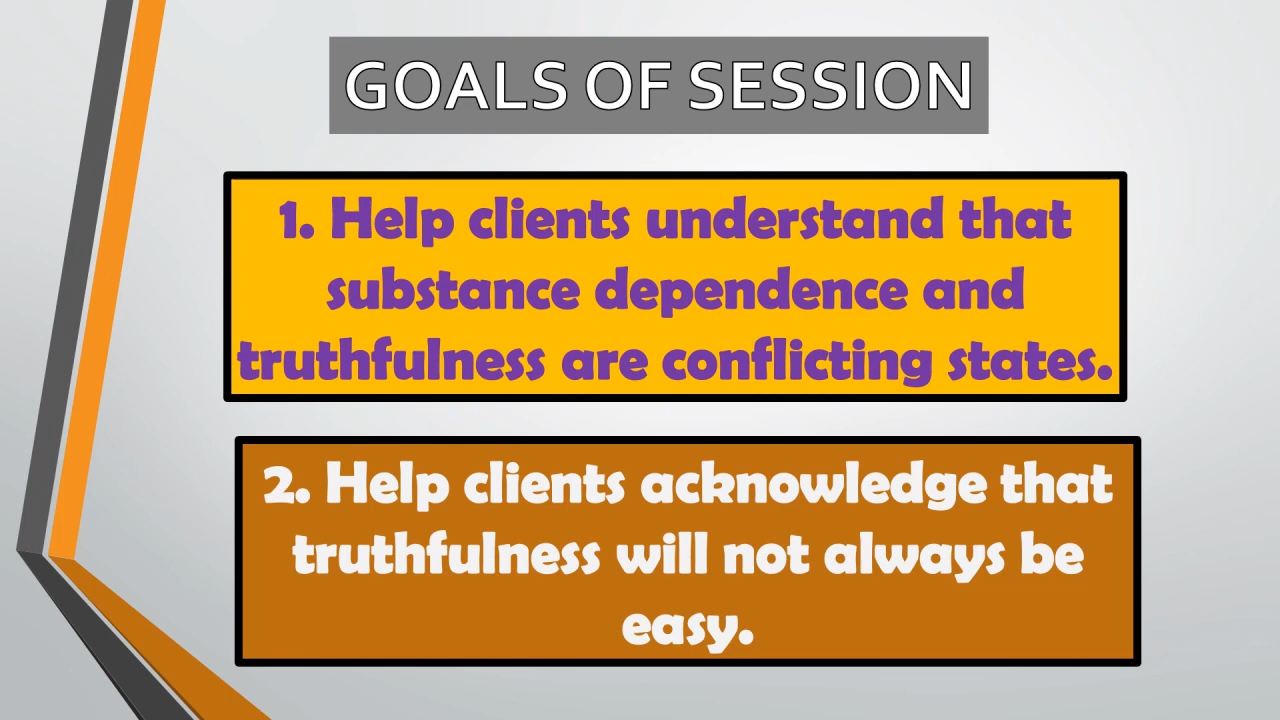 GOALS OF SESSION
1. Help clients understand that
substance dependence and
truthfulness are conflicting states.
2. Help clients acknowledge that
truthfulness will not always be
easy.